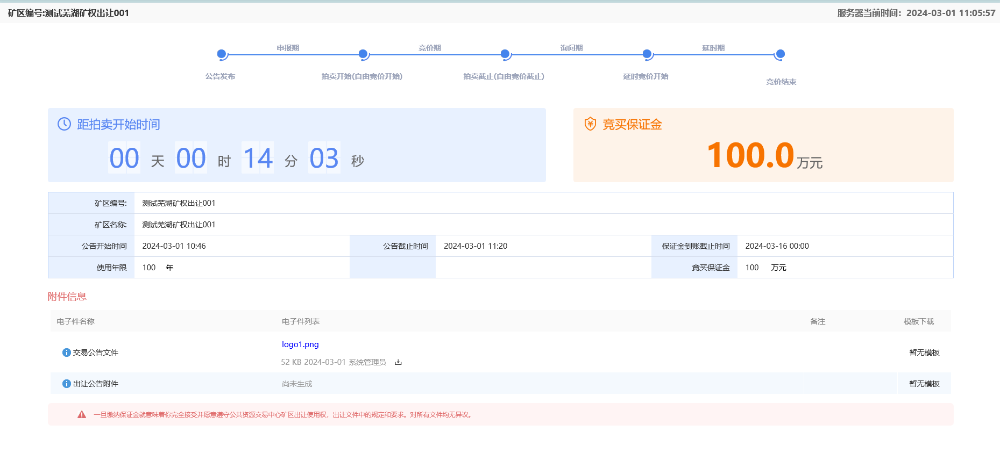 矿区编号:测试芜湖矿权出让001
服务器当前时间：2024-03-01 11:05:57
申报期 竞价期 询问期 延时期
公告发布 拍卖开始(自由竞价开始) 拍卖截止(自由竞价截止) 延时竞价开始 竞价结束
距拍卖开始时间
00 天 00 时 14 分 03 秒
竞买保证金
100.0万元
矿区编号: 测试芜湖矿权出让001
矿区名称: 测试芜湖矿权出让001
公告开始时间 2024-03-01 10:46 公告截止时间 2024-03-01 11:20 保证金到账截止时间 2024-03-16 00:00
使用年限 100 年 竞买保证金 100 万元
附件信息
电子件名称 电子件列表 备注 模板下载
交易公告文件 logo1.png 暂无模板
52 KB 2024-03-01 系统管理员
出让公告附件 尚未生成 暂无模板
一旦缴纳保证金就意味着你完全接受并愿意遵守公共资源交易中心矿区出让使用权，出让文件中的规定和要求。对所有文件均无异议。